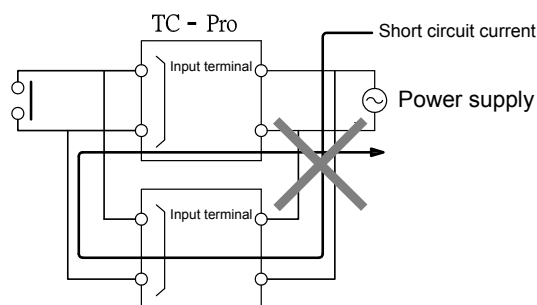 TC - Pro
Short circuit current
Input terminal
Power supply
Input terminal